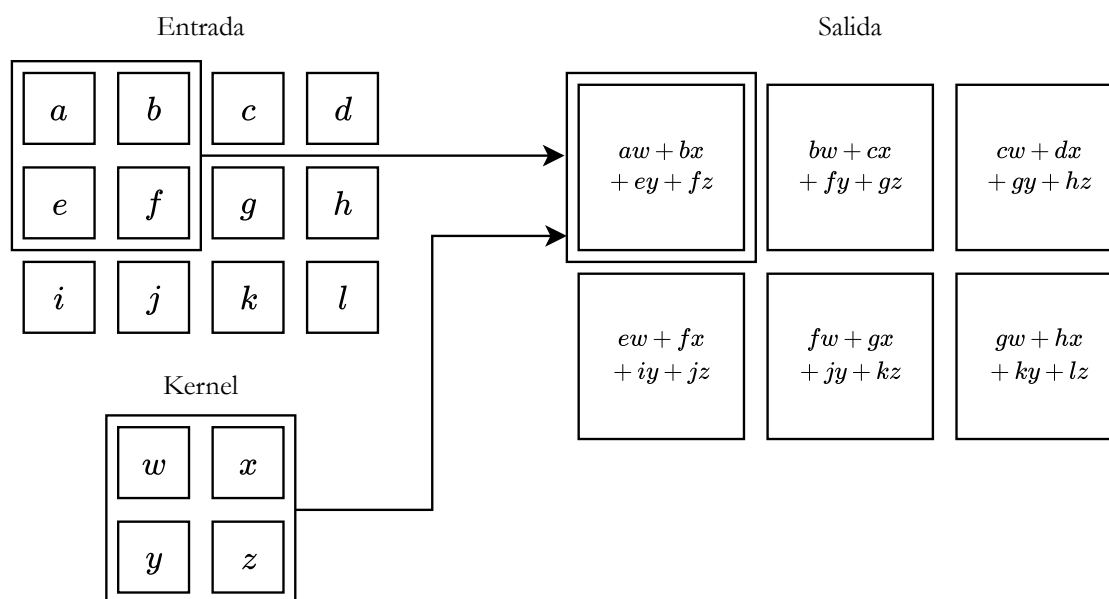 Entrada
a b c d
e f g h
i j k l
Kernel
w x
y z
Salida
aw + bx
+ ey + fz
bw + cx
+ fy + gz
cw + dx
+ gy + hz
ew + fx
+ iy + jz
fw + gx
+ jy + kz
gw + hx
+ ky + lz